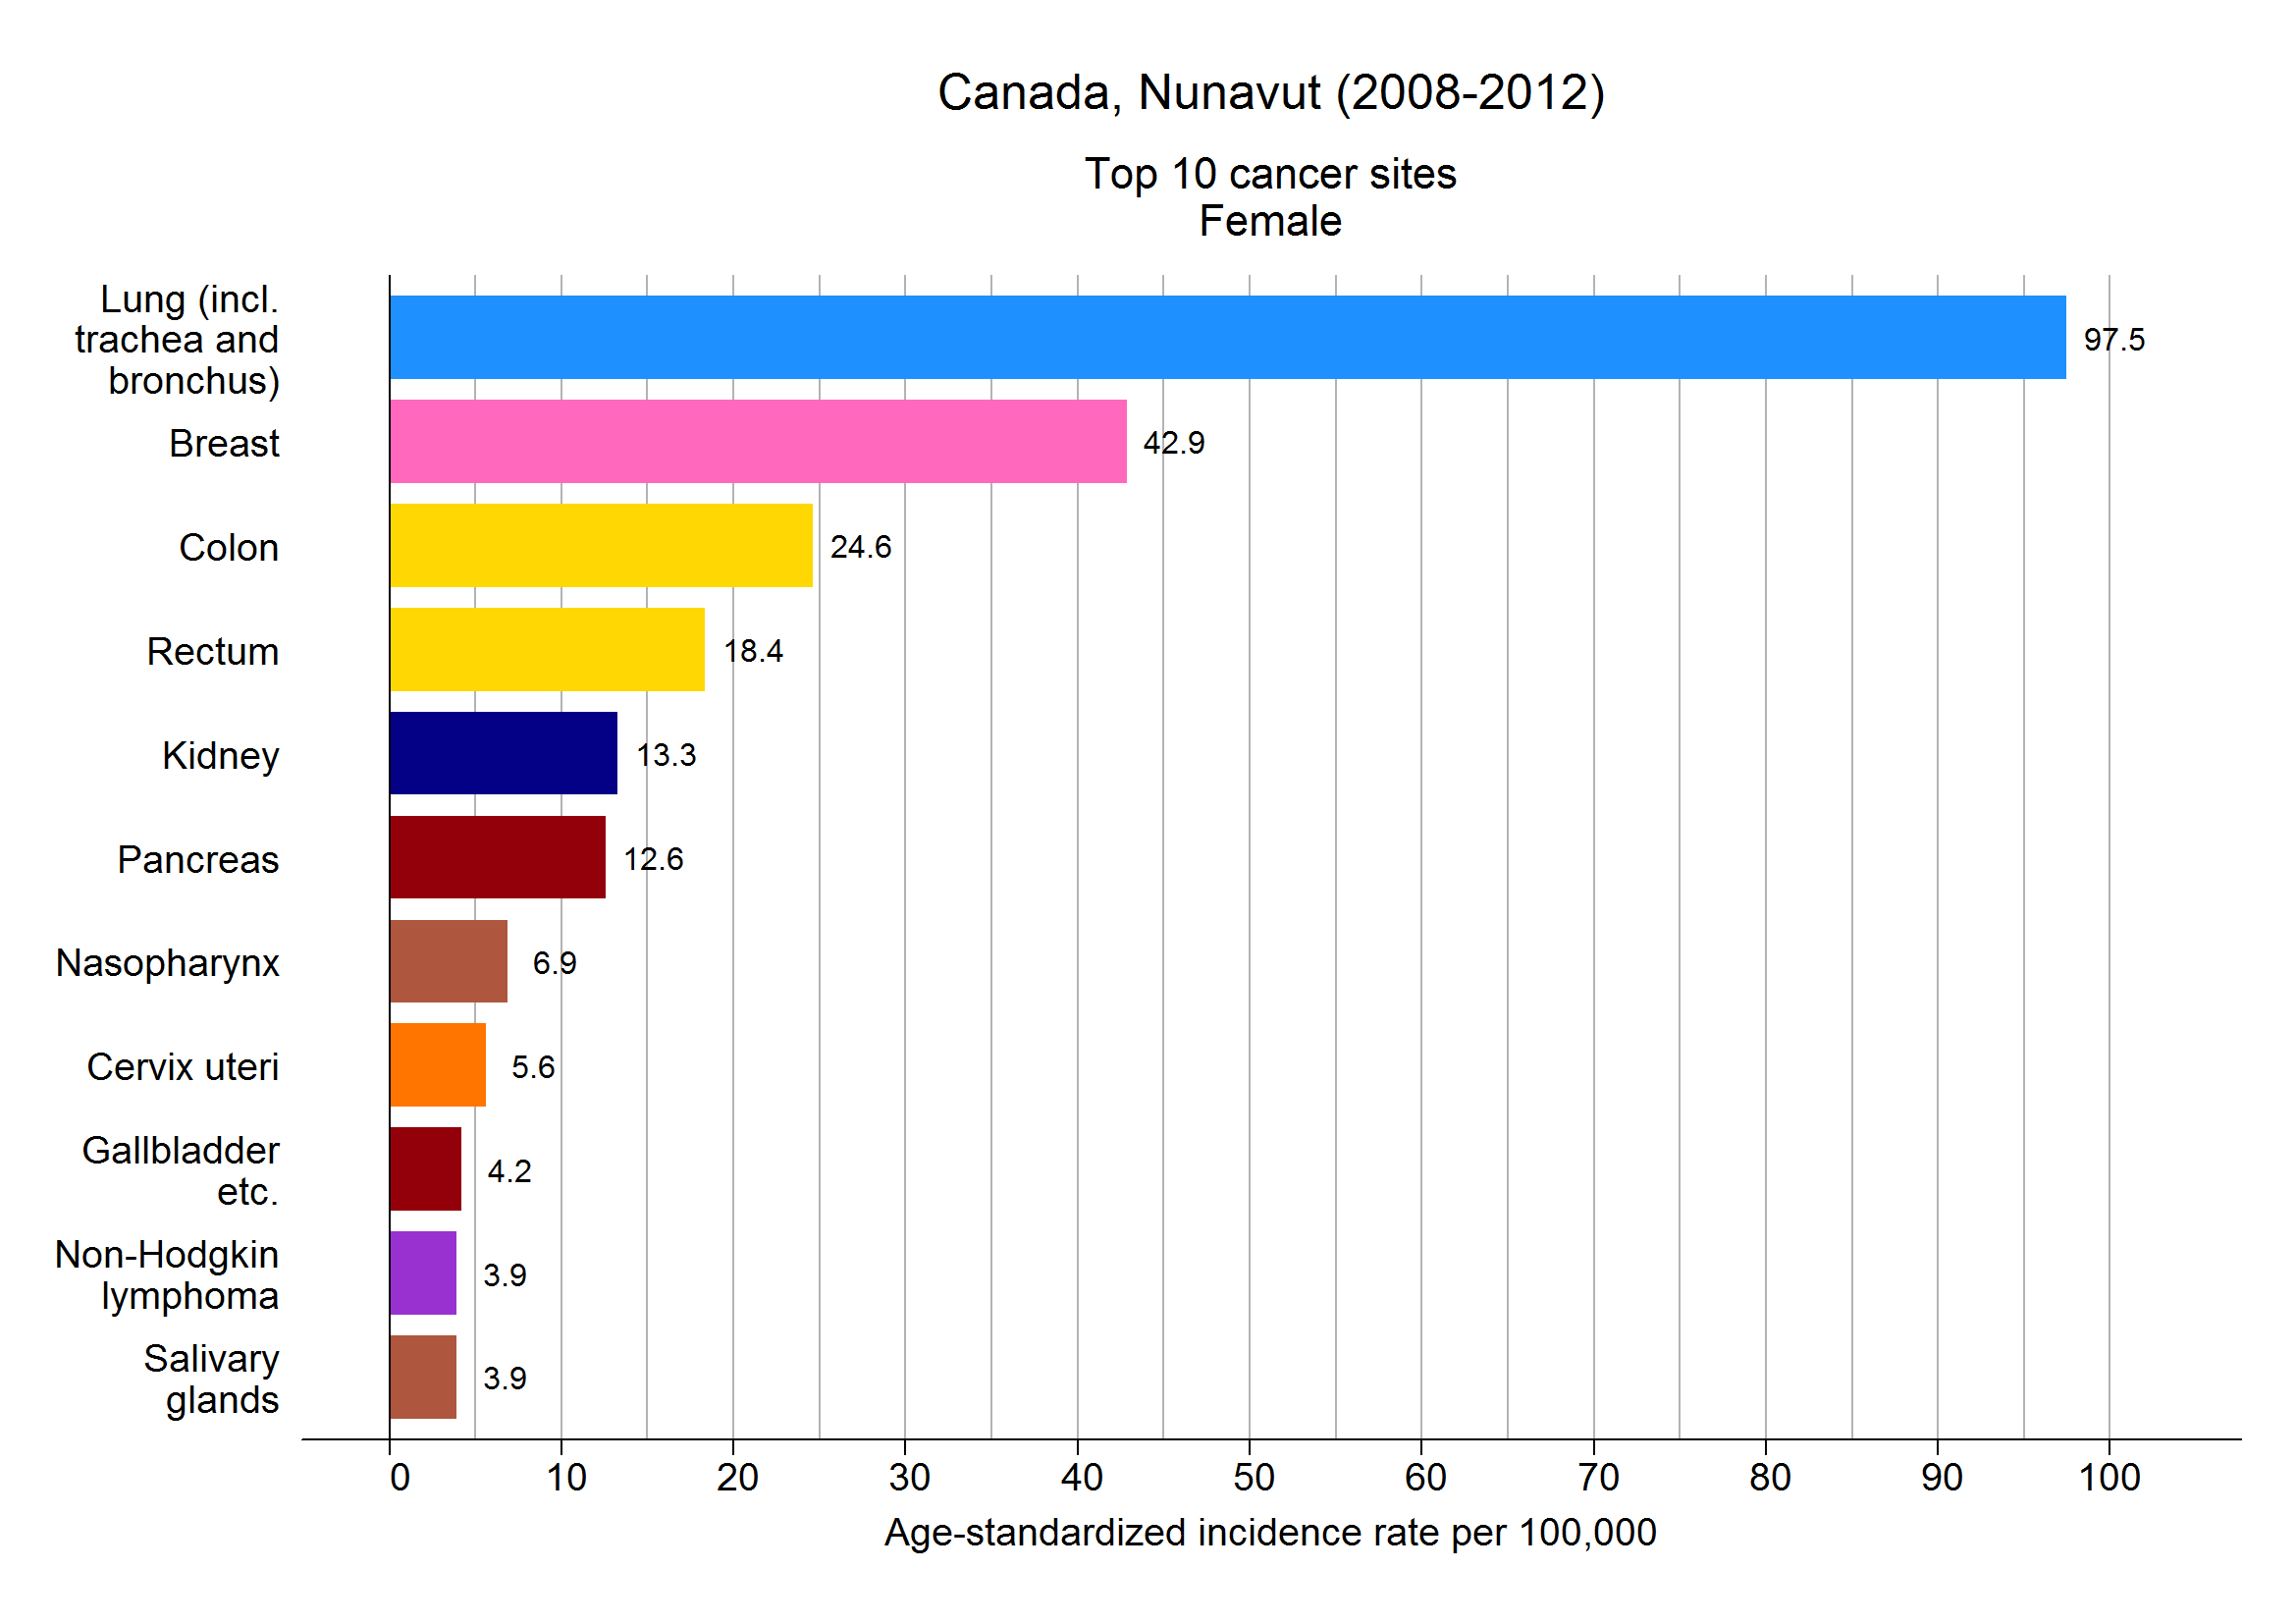 Canada, Nunavut (2008-2012)
Top 10 cancer sites
Female
Lung (incl.
trachea and
bronchus)
97.5
Breast
42.9
Colon
24.6
Rectum
18.4
Kidney
13.3
Pancreas
12.6
Nasopharynx
6.9
Cervix uteri
5.6
Gallbladder
etc.
4.2
Non-Hodgkin
lymphoma
3.9
Salivary
glands
3.9
0 10 20 30 40 50 60 70 80 90 100
Age-standardized incidence rate per 100,000